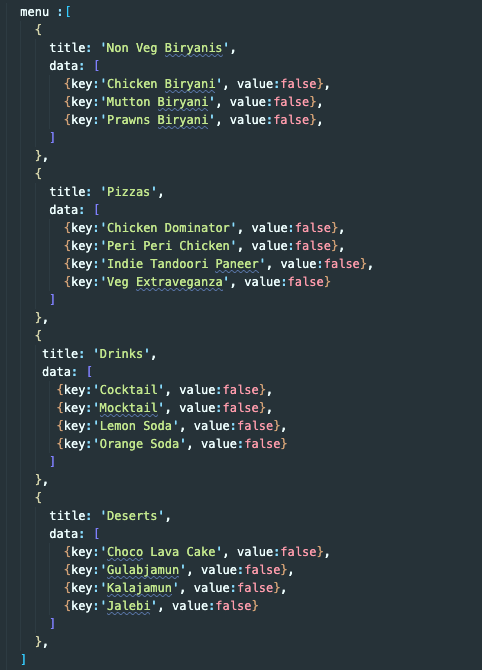 menu :[
{
title: 'Non Veg Biryanis',
data: [
{key:'Chicken Biryani', value:false},
{key:'Mutton Biryani', value:false},
{key:'Prawns Biryani', value:false},
]
},
{
title: 'Pizzas',
data: [
{key:'Chicken Dominator', value:false},
{key:'Peri Peri Chicken', value:false},
{key:'Indie Tandoori Paneer', value:false},
{key:'Veg Extraveganza', value:false}
]
},
{
title: 'Drinks',
data: [
{key:'Cocktail', value:false},
{key:'Mocktail', value:false},
{key:'Lemon Soda', value:false},
{key:'Orange Soda', value:false}
]
},
{
title: 'Deserts',
data: [
{key:'Choco Lava Cake', value:false},
{key:'Gulabjamun', value:false},
{key:'Kalajamun', value:false},
{key:'Jalebi', value:false}
]
},
]